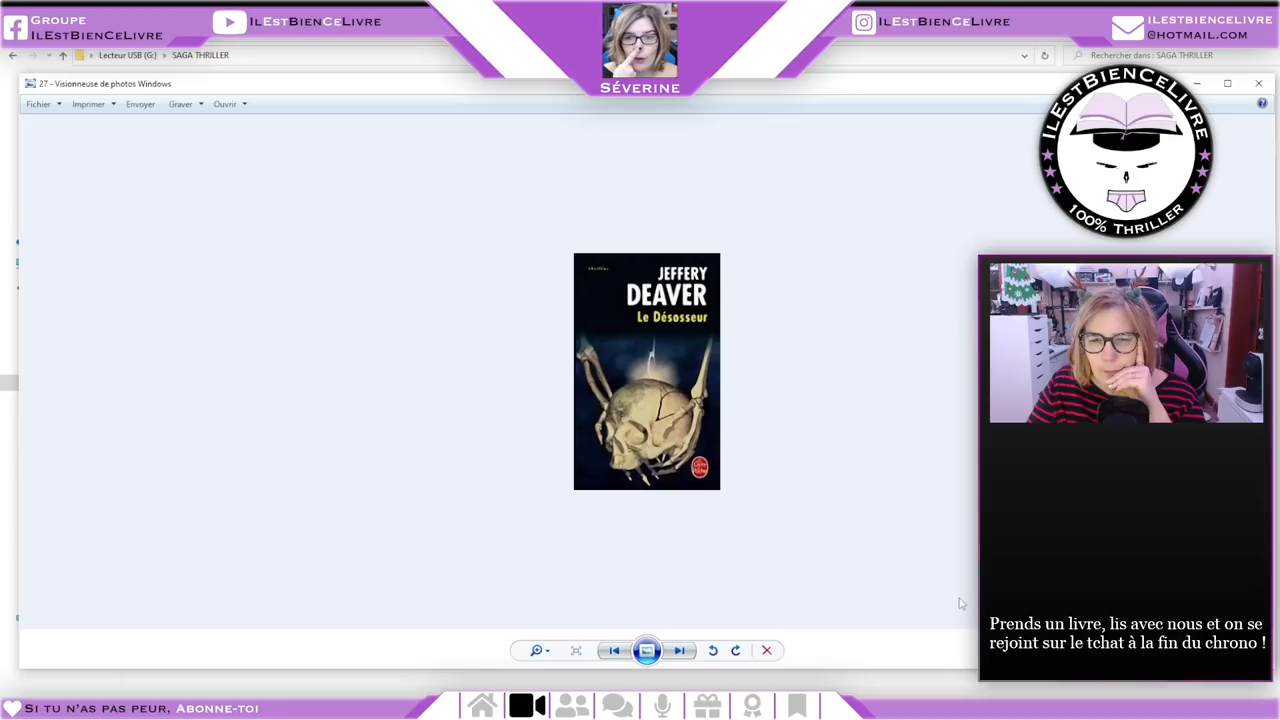 GROUPE
ILESTBIENCELIVRE
ILESTBIENCELIVRE
ILESTBIENCELIVRE
ILESTBIENCELIVRE
@HOTMAIL.COM
SÉVERINE
Lecteur USB (G:) > SAGA THRILLER
Rechercher dans : SAGA THRILLER
27 - Visionneuse de photos Windows
Fichier
Imprimer
Envoyer
Graver
Ouvrir
ILESTBIENCELIVRE
100% THRILLER
thriller
JEFFERY
DEAVER
Le Désosseur
Prends un livre, lis avec nous et on se
rejoint sur le tchat à la fin du chrono !
SI TU N'AS PAS PEUR, ABONNE-TOI